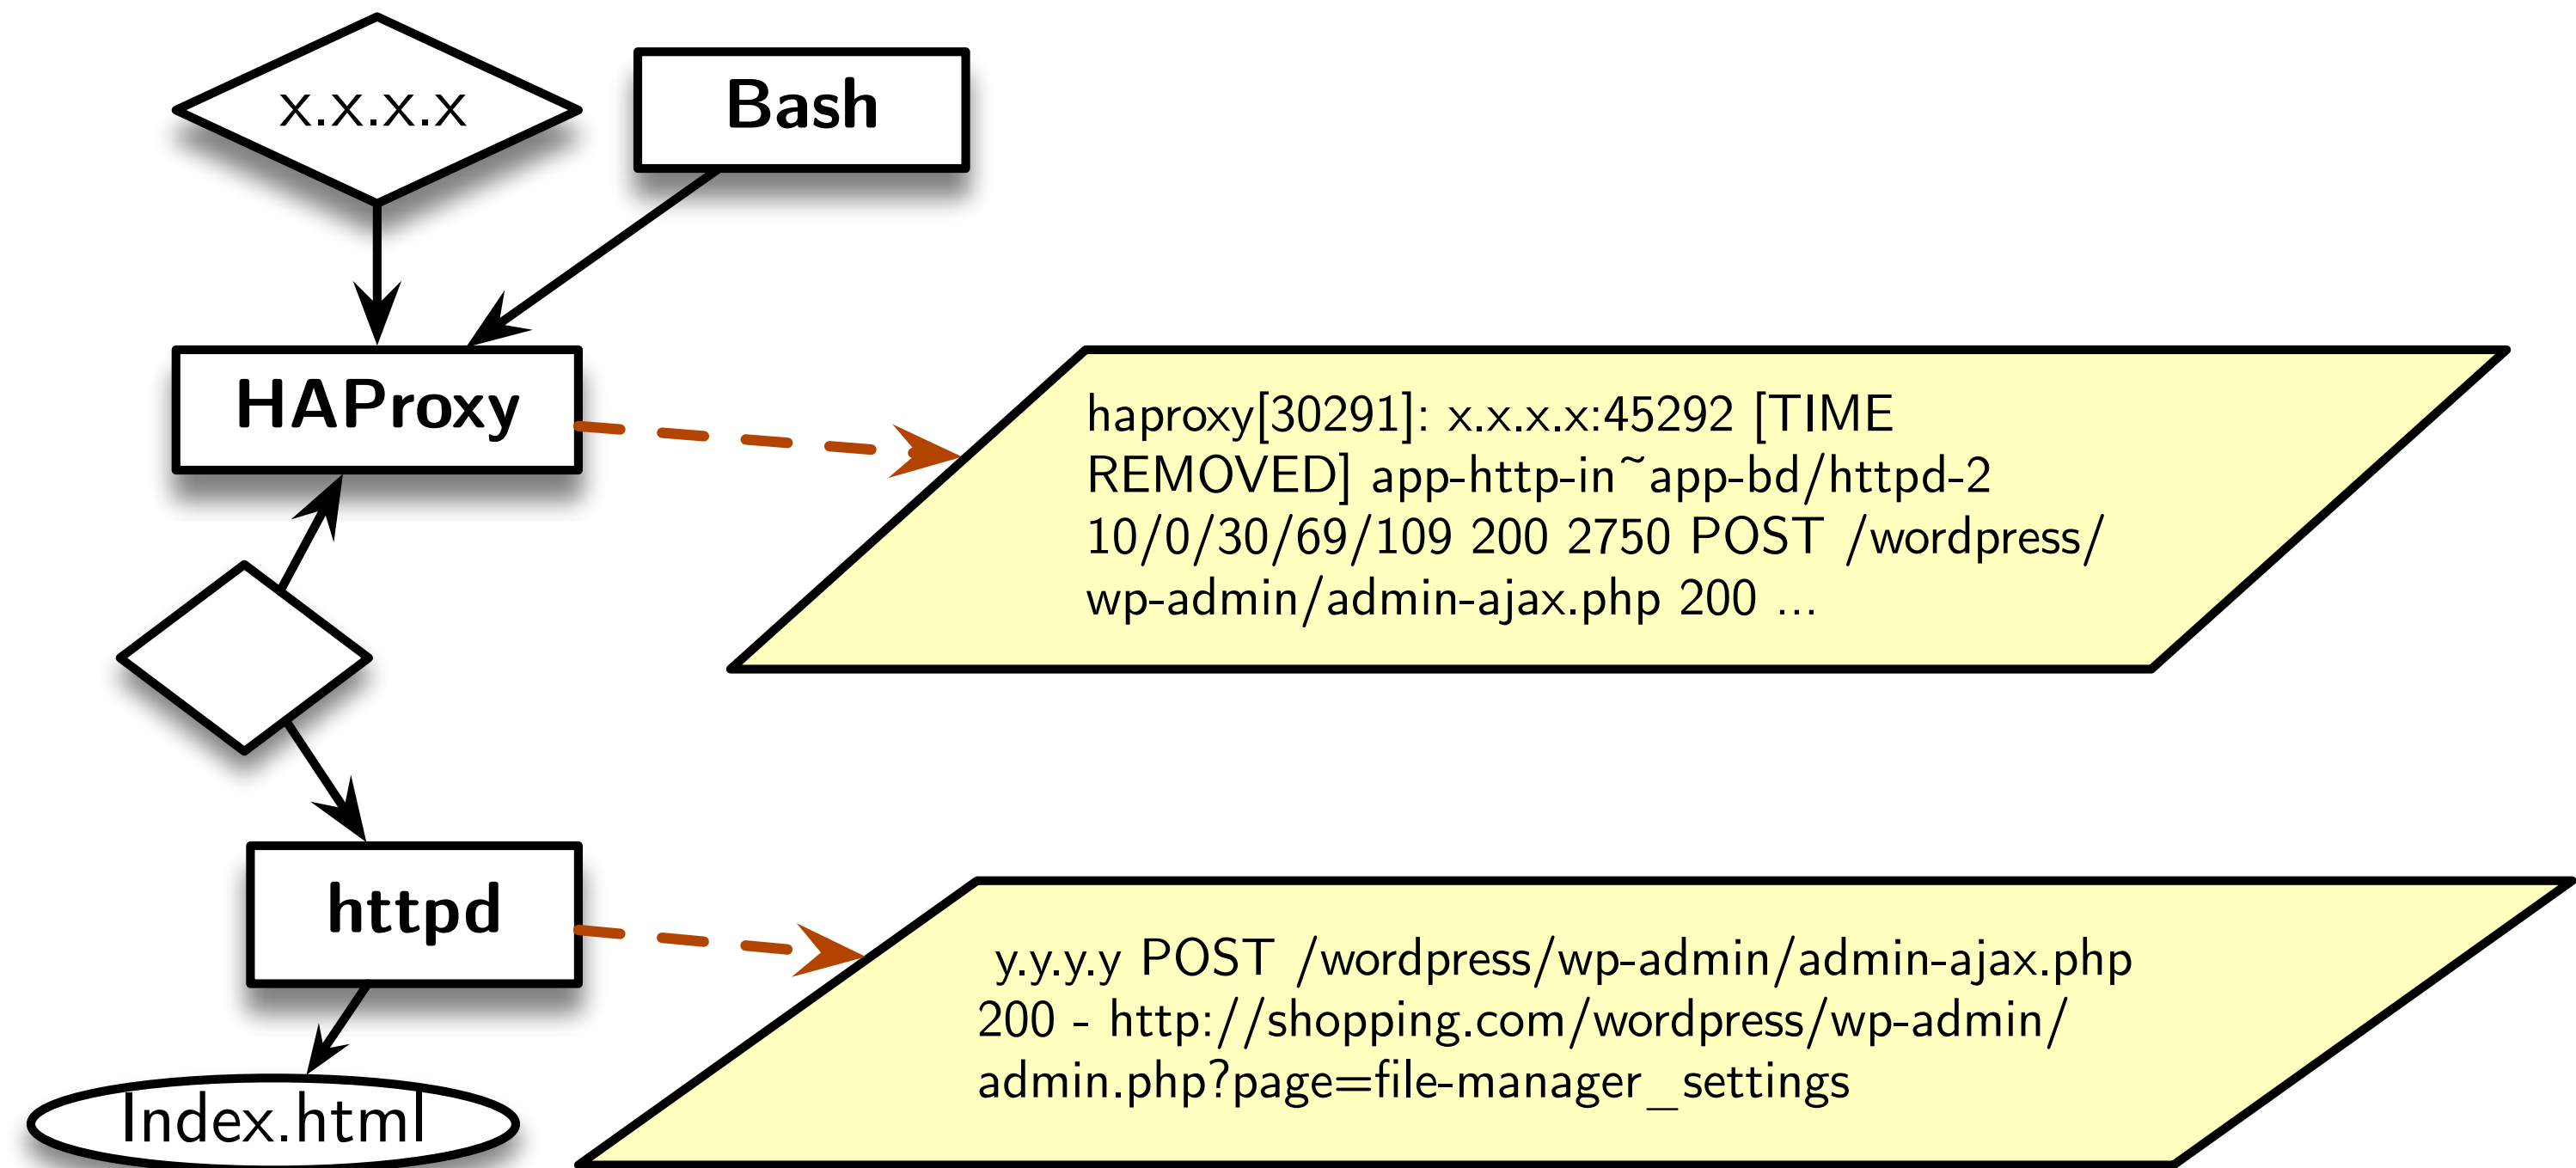 x.x.x.x
Bash
HAProxy
haproxy[30291]: x.x.x.x:45292 [TIME
REMOVED] app-http-in~app-bd/httpd-2
10/0/30/69/109 200 2750 POST /wordpress/
wp-admin/admin-ajax.php 200 ...
httpd
y.y.y.y POST /wordpress/wp-admin/admin-ajax.php
200 - http://shopping.com/wordpress/wp-admin/
admin.php?page=file-manager_settings
Index.html